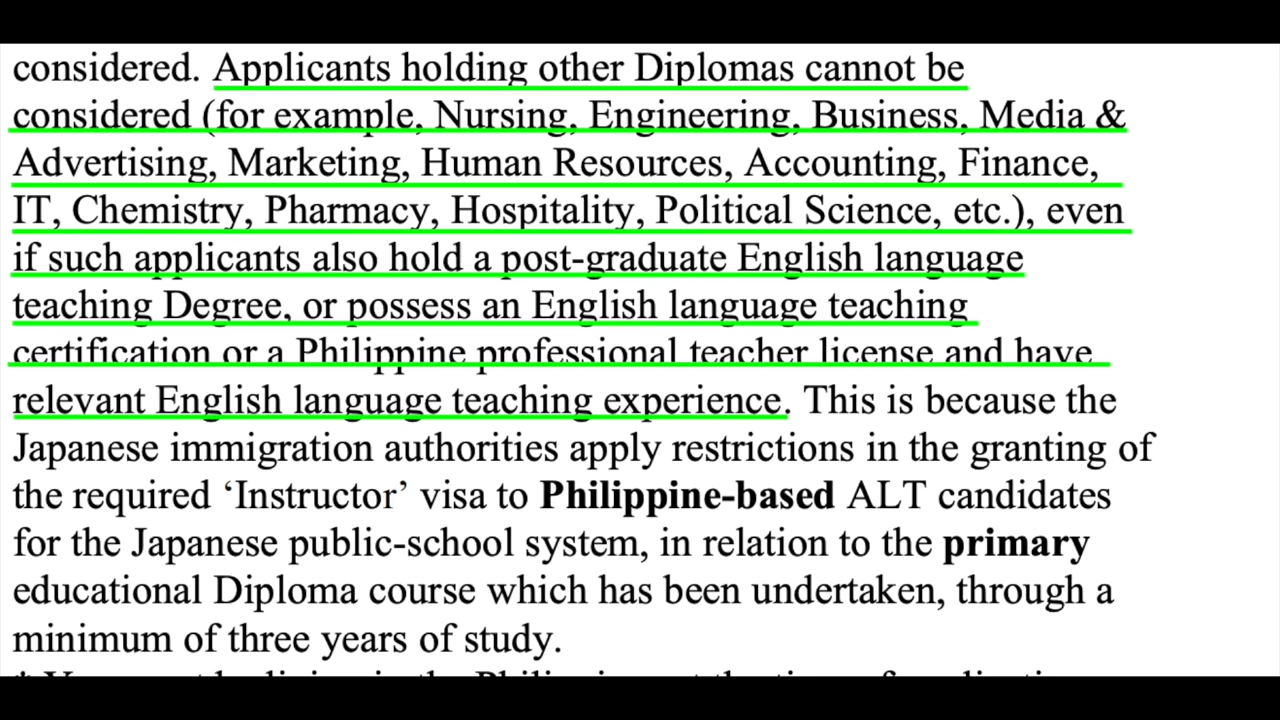 considered. Applicants holding other Diplomas cannot be
considered (for example, Nursing, Engineering, Business, Media &
Advertising, Marketing, Human Resources, Accounting, Finance,
IT, Chemistry, Pharmacy, Hospitality, Political Science, etc.), even
if such applicants also hold a post-graduate English language
teaching Degree, or possess an English language teaching
certification or a Philippine professional teacher license and have
relevant English language teaching experience. This is because the
Japanese immigration authorities apply restrictions in the granting of
the required ‘Instructor’ visa to Philippine-based ALT candidates
for the Japanese public-school system, in relation to the primary
educational Diploma course which has been undertaken, through a
minimum of three years of study.